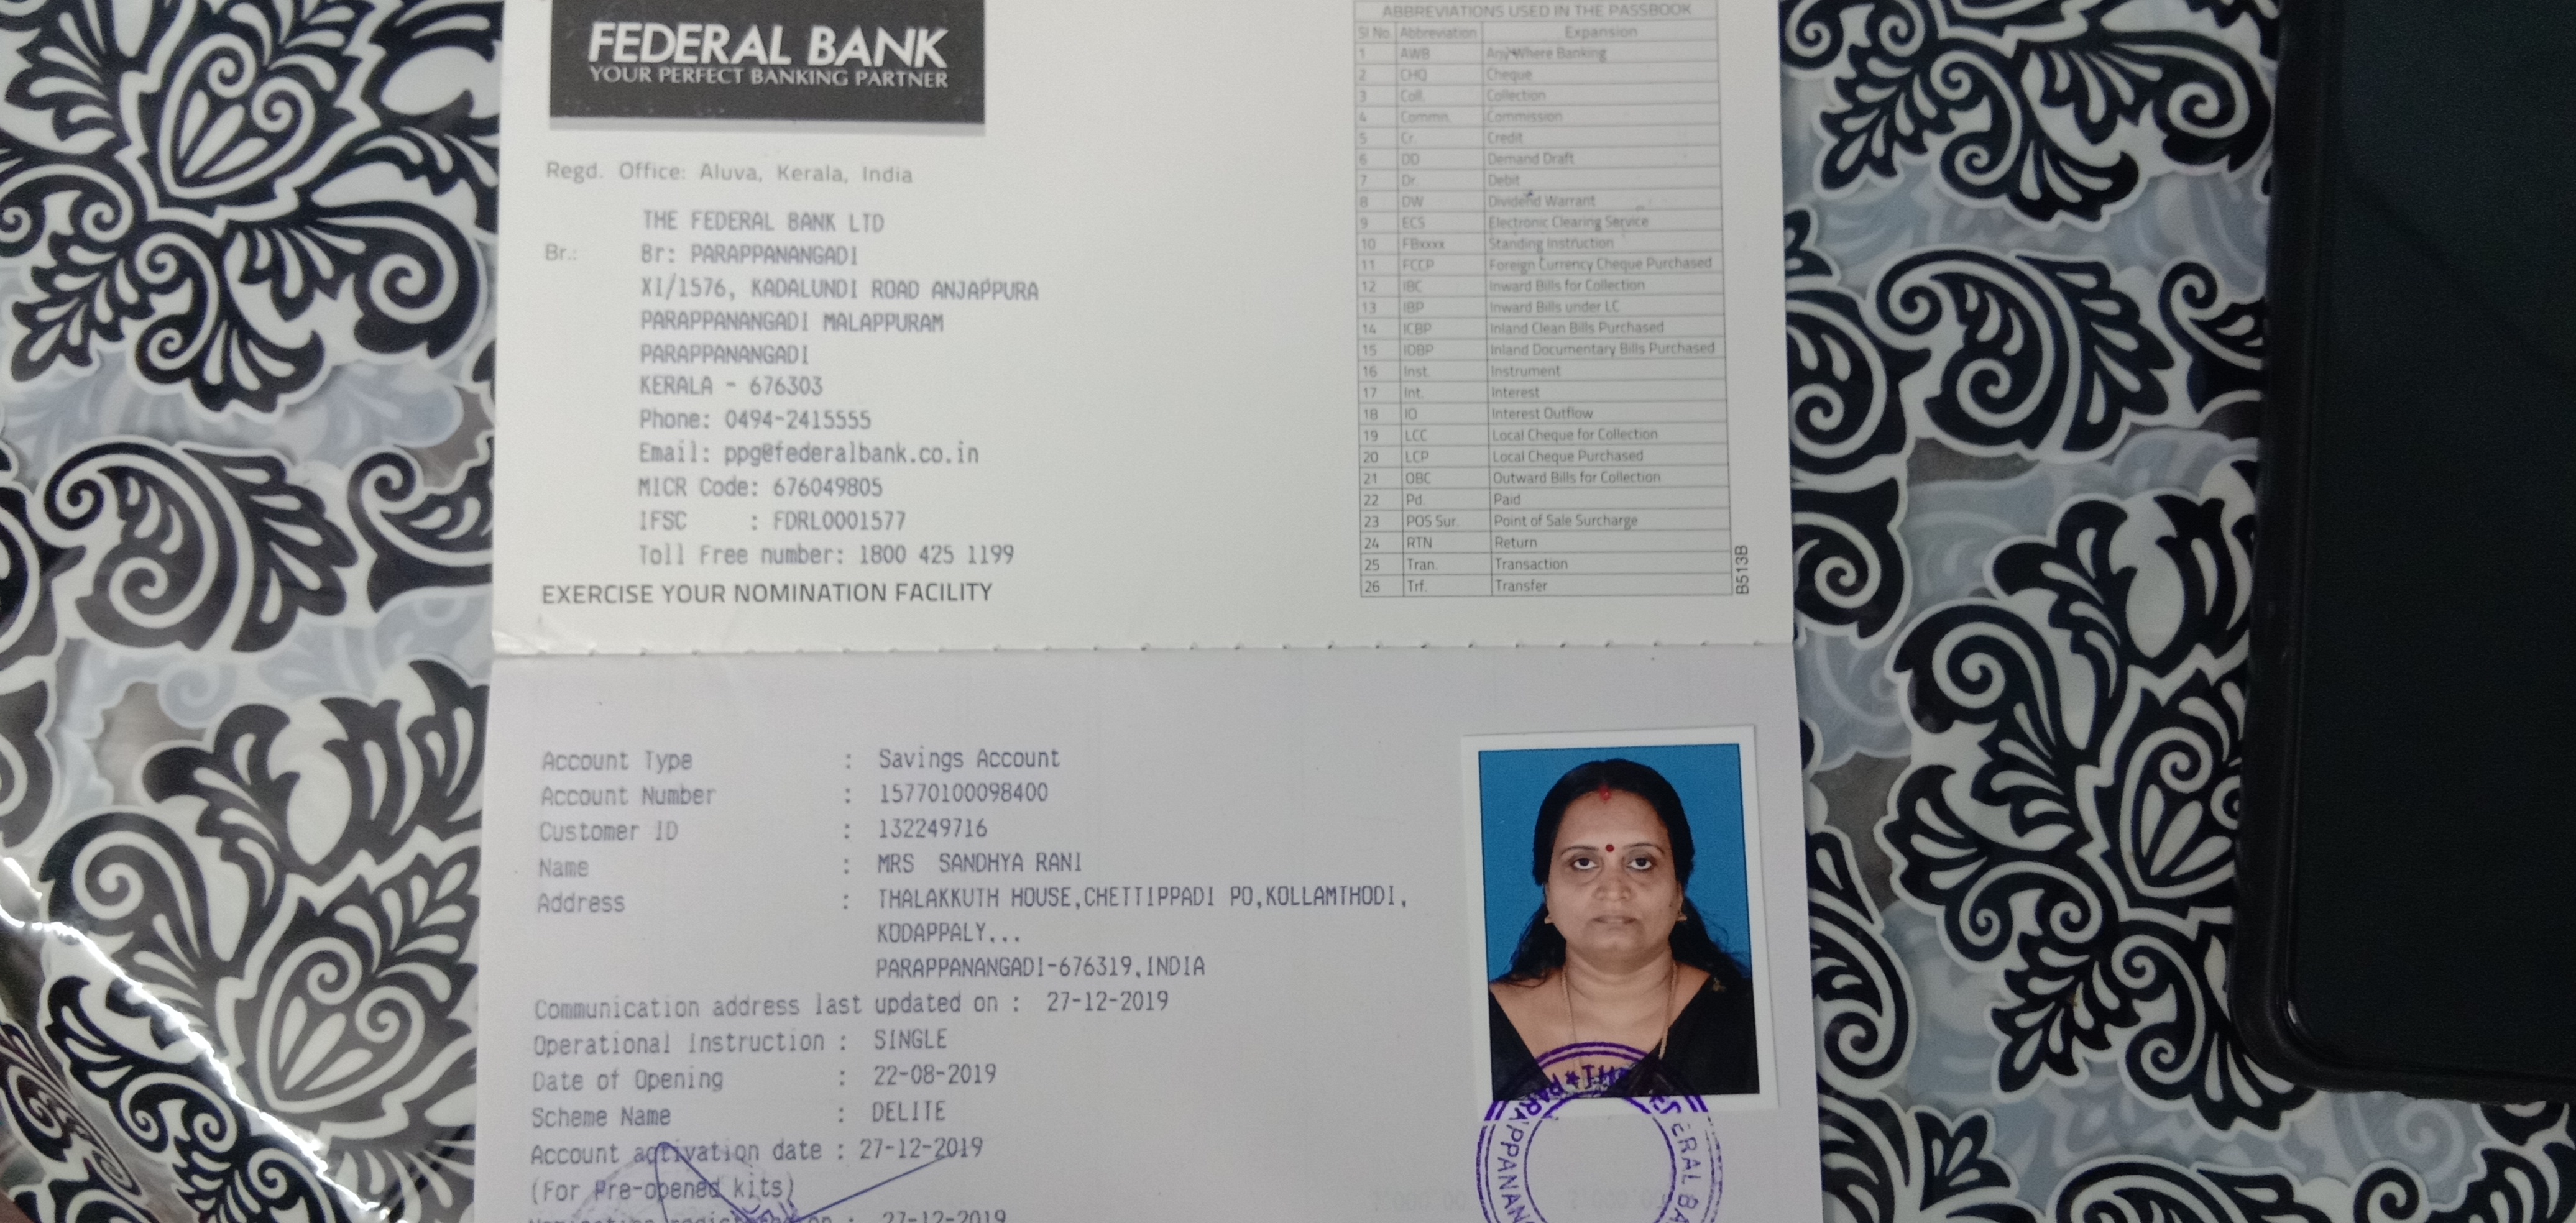 FEDERAL BANK
YOUR PERFECT BANKING PARTNER
Regd. Office: Aluva, Kerala, India
THE FEDERAL BANK LTD
Br.: Br: PARAPPANANGADI
XI/1576, KADALUNDI ROAD ANJAPPURA
PARAPPANANGADI MALAPPURAM
PARAPPANANGADI
KERALA - 676303
Phone: 0494-2415555
Email: ppg@federalbank.co.in
MICR Code: 676049805
IFSC : FDRL0001577
Toll Free number: 1800 425 1199
EXERCISE YOUR NOMINATION FACILITY
ABBREVIATIONS USED IN THE PASSBOOK
Sl No. Abbreviation Expansion
1 AWB Any Where Banking
2 CHQ Cheque
3 Coll. Collection
4 Commn. Commission
5 Cr. Credit
6 DD Demand Draft
7 Dr. Debit
8 DW Dividend Warrant
9 ECS Electronic Clearing Service
10 FBxxxx Standing Instruction
11 FCCP Foreign Currency Cheque Purchased
12 IBC Inward Bills for Collection
13 IBP Inward Bills under LC
14 ICBP Inland Clean Bills Purchased
15 IDBP Inland Documentary Bills Purchased
16 Inst. Instrument
17 Int. Interest
18 IO Interest Outflow
19 LCC Local Cheque for Collection
20 LCP Local Cheque Purchased
21 OBC Outward Bills for Collection
22 Pd. Paid
23 POS Sur. Point of Sale Surcharge
24 RTN Return
25 Tran. Transaction
26 Trf. Transfer
B513B
Account Type : Savings Account
Account Number : 15770100098400
Customer ID : 132249716
Name : MRS SANDHYA RANI
Address : THALAKKUTH HOUSE,CHETTIPPADI PO,KOLLAMTHODI,
KODAPPALY...
PARAPPANANGADI-676319,INDIA
Communication address last updated on : 27-12-2019
Operational Instruction : SINGLE
Date of Opening : 22-08-2019
Scheme Name : DELITE
Account activation date : 27-12-2019
(For Pre-opened kits)
on : 27-12-2019